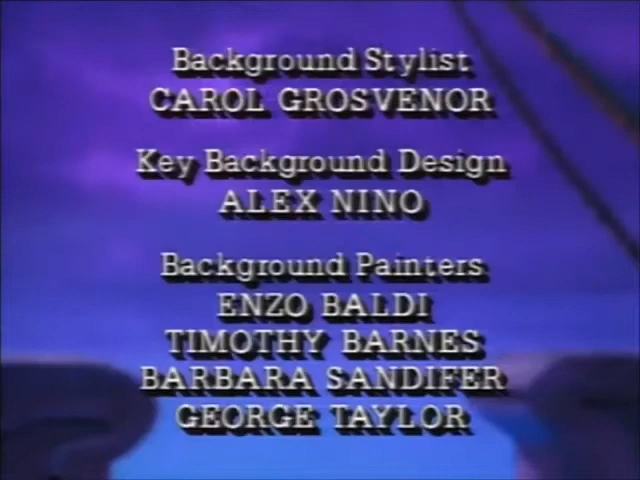 Background Stylist
CAROL GROSVENOR
Key Background Design
ALEX NINO
Background Painters
ENZO BALDI
TIMOTHY BARNES
BARBARA SANDIFER
GEORGE TAYLOR